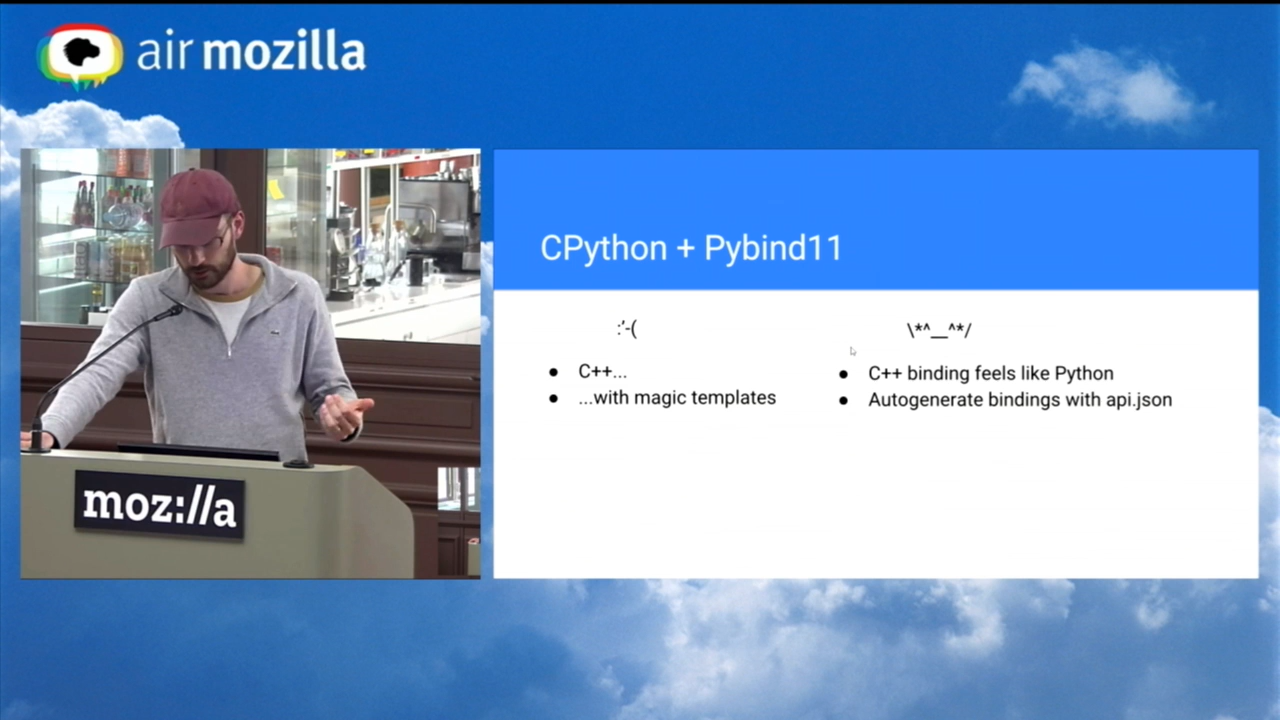 air mozilla
moz://a
CPython + Pybind11
:'-(
C++...
...with magic templates
\*^__^*/
C++ binding feels like Python
Autogenerate bindings with api.json